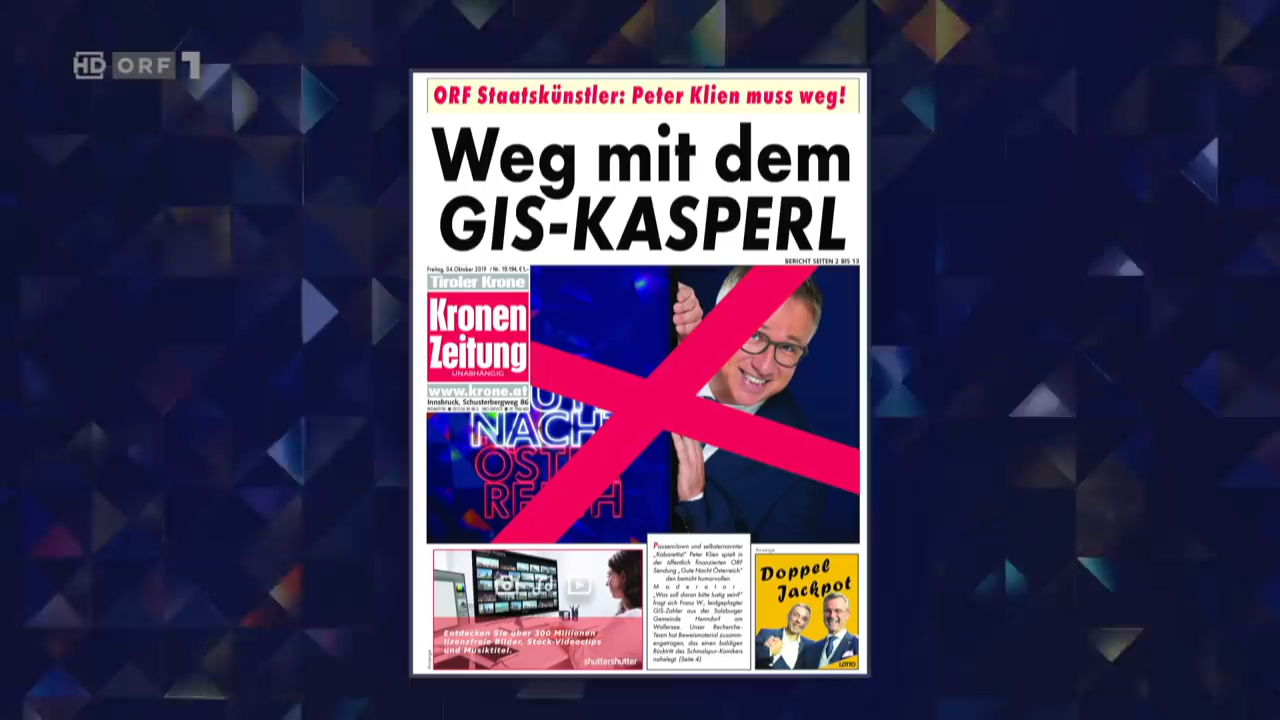 HD ORF 1
ORF Staatskünstler: Peter Klien muss weg!
Weg mit dem
GIS-KASPERL
BERICHT SEITEN 2 BIS 13
Freitag, 04. Oktober 2019 / Nr. 19.194, € 1,-
Tiroler Krone
Kronen
Zeitung
UNABHÄNGIG
www.krone.at
Innsbruck, Schusterbergweg 86
NACHT
ÖSTE
REICH
Anzeige
Entdecken Sie über 300 Millionen
lizenzfreie Bilder, Stock-Videoclips
und Musiktitel.
shuttershutter
Pausenclown und selbsternannter
„Kabarettist" Peter Klien spielt in
der öffentlich finanzierten ORF
Sendung „Gute Nacht Österreich"
den bemüht humorvollen
Moderator.
„Was soll daran bitte lustig sein?"
fragt sich Franz W., leidgeplagter
GIS-Zahler aus der Salzburger
Gemeinde Henndorf am
Wallersee. Unser Recherche-
Team hat Beweismaterial zusamm-
engetragen, das einen baldigen
Rücktritt des Schmalspur-Komikers
nahelegt. (Seite 4)
Anzeige
Doppel
Jackpot
LOTTO